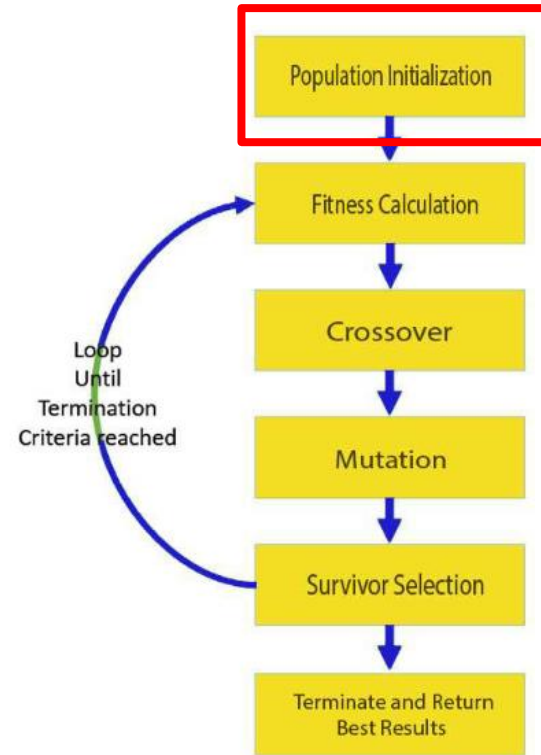 Population Initialization
Fitness Calculation
Crossover
Loop
Until
Termination
Criteria reached
Mutation
Survivor Selection
Terminate and Return
Best Results